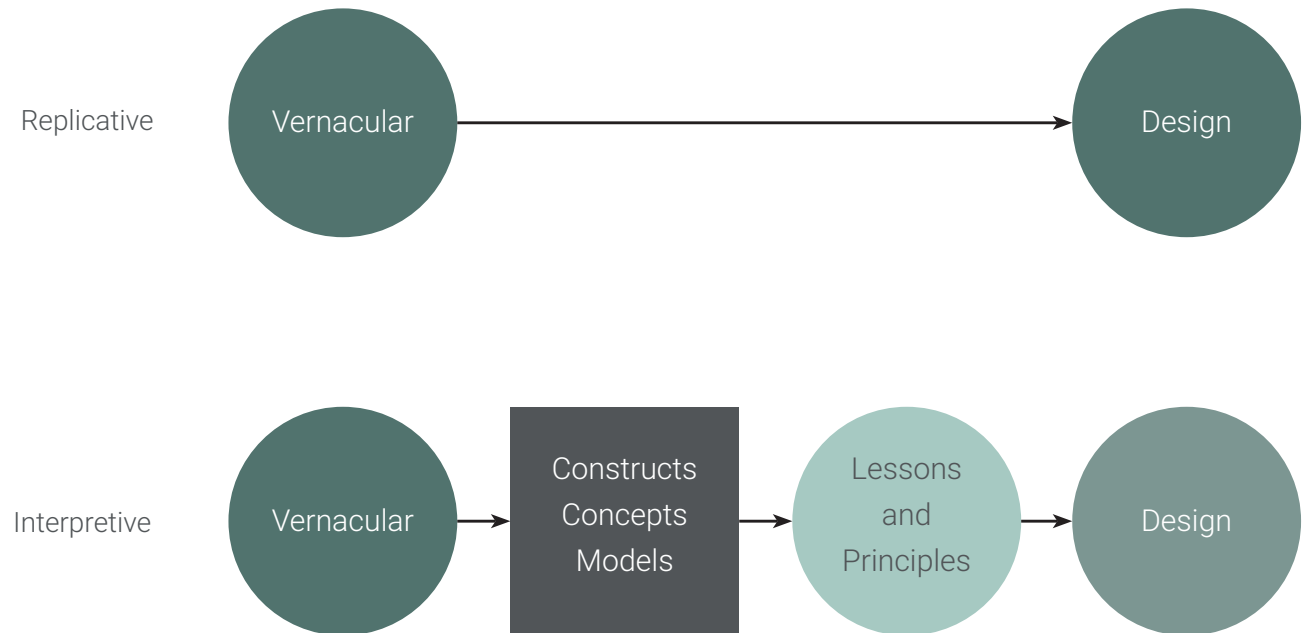 Replicative
Vernacular
Design
Interpretive
Vernacular
Constructs
Concepts
Models
Lessons
and
Principles
Design